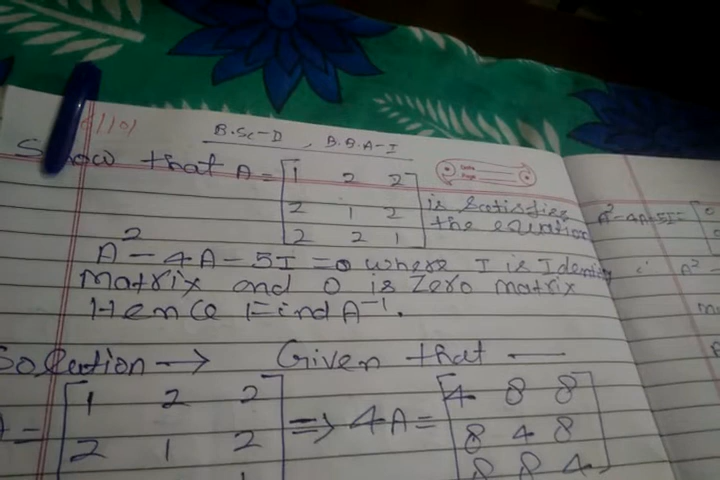 B.Sc-D , B.B.A-I
Show that A = [1 2 2
2 1 2
2 2 1] is satisfies the equation
A² - 4A - 5I = 0 where I is Identity
Matrix and O is Zero matrix
Hence Find A⁻¹.
Solution → Given that —
A = [1 2 2 ⇒ 4A = [4 8 8
2 1 2 8 4 8
8 8 4
A² - 4A - 5I = [0
A² -